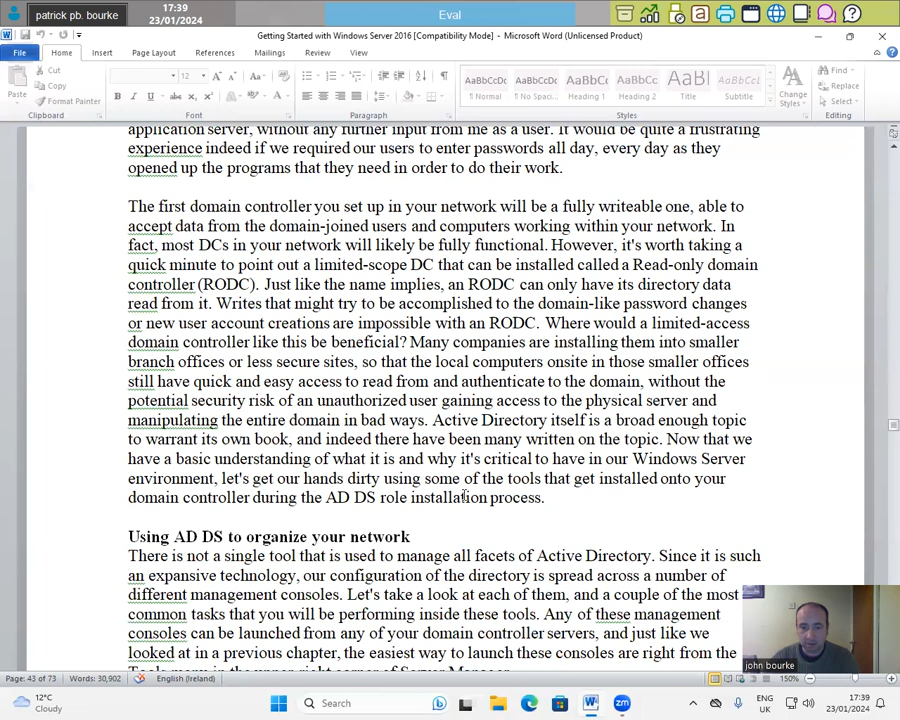 patrick pb. bourke
17:39
23/01/2024
Eval
Getting Started with Windows Server 2016 [Compatibility Mode] - Microsoft Word (Unlicensed Product)
File Home Insert Page Layout References Mailings Review View
Paste
Cut
Copy
Format Painter
Clipboard
12
B I U abc x₂ x²
Font
Paragraph
AaBbCcDc AaBbCcDc AaBbCc AaBbCc AaBl AaBbCcDc
¶ Normal ¶ No Spaci... Heading 1 Heading 2 Title Subtitle
Change Styles
Styles
Find
Replace
Select
Editing
application server, without any further input from me as a user. It would be quite a frustrating
experience indeed if we required our users to enter passwords all day, every day as they
opened up the programs that they need in order to do their work.
The first domain controller you set up in your network will be a fully writeable one, able to
accept data from the domain-joined users and computers working within your network. In
fact, most DCs in your network will likely be fully functional. However, it's worth taking a
quick minute to point out a limited-scope DC that can be installed called a Read-only domain
controller (RODC). Just like the name implies, an RODC can only have its directory data
read from it. Writes that might try to be accomplished to the domain-like password changes
or new user account creations are impossible with an RODC. Where would a limited-access
domain controller like this be beneficial? Many companies are installing them into smaller
branch offices or less secure sites, so that the local computers onsite in those smaller offices
still have quick and easy access to read from and authenticate to the domain, without the
potential security risk of an unauthorized user gaining access to the physical server and
manipulating the entire domain in bad ways. Active Directory itself is a broad enough topic
to warrant its own book, and indeed there have been many written on the topic. Now that we
have a basic understanding of what it is and why it's critical to have in our Windows Server
environment, let's get our hands dirty using some of the tools that get installed onto your
domain controller during the AD DS role installation process.
Using AD DS to organize your network
There is not a single tool that is used to manage all facets of Active Directory. Since it is such
an expansive technology, our configuration of the directory is spread across a number of
different management consoles. Let's take a look at each of them, and a couple of the most
common tasks that you will be performing inside these tools. Any of these management
consoles can be launched from any of your domain controller servers, and just like we
looked at in a previous chapter, the easiest way to launch these consoles are right from the
Tools menu in the upper-right corner of Server Manager.
john bourke
Page: 43 of 73 Words: 30,902 English (Ireland)
150%
12°C
Cloudy
Search
ENG
UK
17:39
23/01/2024